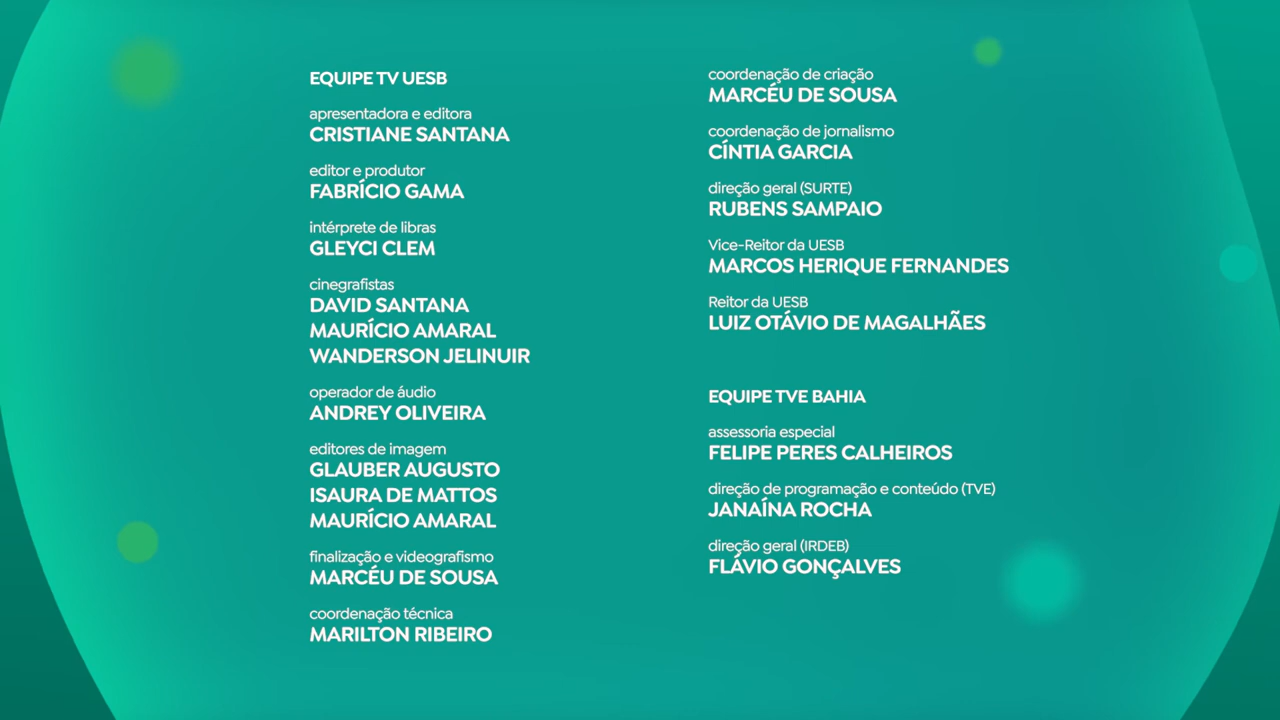 EQUIPE TV UESB
apresentadora e editora
CRISTIANE SANTANA
editor e produtor
FABRÍCIO GAMA
intérprete de libras
GLEYCI CLEM
cinegrafistas
DAVID SANTANA
MAURÍCIO AMARAL
WANDERSON JELINUIR
operador de áudio
ANDREY OLIVEIRA
editores de imagem
GLAUBER AUGUSTO
ISAURA DE MATTOS
MAURÍCIO AMARAL
finalização e videografismo
MARCÉU DE SOUSA
coordenação técnica
MARILTON RIBEIRO
coordenação de criação
MARCÉU DE SOUSA
coordenação de jornalismo
CÍNTIA GARCIA
direção geral (SURTE)
RUBENS SAMPAIO
Vice-Reitor da UESB
MARCOS HERIQUE FERNANDES
Reitor da UESB
LUIZ OTÁVIO DE MAGALHÃES
EQUIPE TVE BAHIA
assessoria especial
FELIPE PERES CALHEIROS
direção de programação e conteúdo (TVE)
JANAÍNA ROCHA
direção geral (IRDEB)
FLÁVIO GONÇALVES